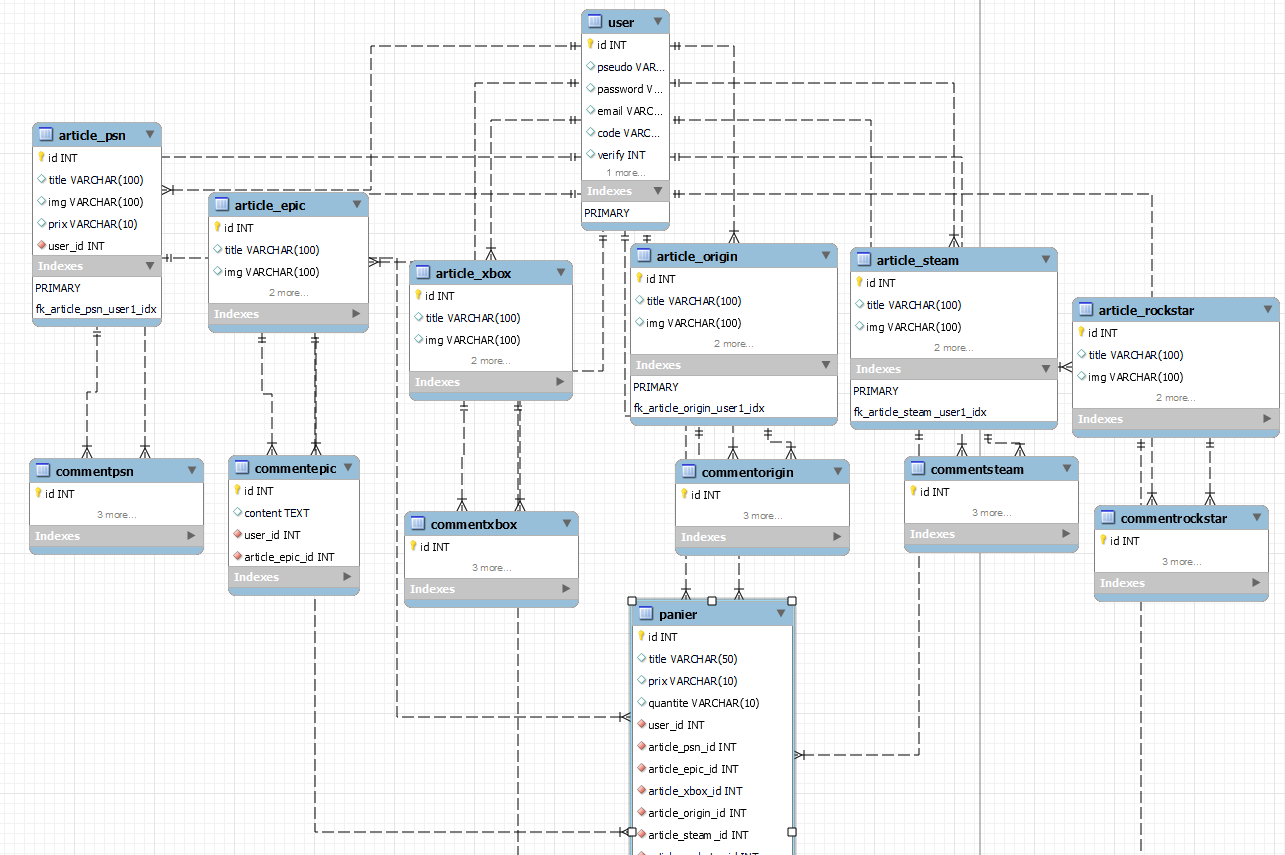 user
id INT
pseudo VAR...
password V...
email VARC...
code VARC...
verify INT
1 more...
Indexes
PRIMARY
article_psn
id INT
title VARCHAR(100)
img VARCHAR(100)
prix VARCHAR(10)
user_id INT
Indexes
PRIMARY
fk_article_psn_user1_idx
article_epic
id INT
title VARCHAR(100)
img VARCHAR(100)
2 more...
Indexes
article_xbox
id INT
title VARCHAR(100)
img VARCHAR(100)
2 more...
Indexes
article_origin
id INT
title VARCHAR(100)
img VARCHAR(100)
2 more...
Indexes
PRIMARY
fk_article_origin_user1_idx
article_steam
id INT
title VARCHAR(100)
img VARCHAR(100)
2 more...
Indexes
PRIMARY
fk_article_steam_user1_idx
article_rockstar
id INT
title VARCHAR(100)
img VARCHAR(100)
2 more...
Indexes
commentpsn
id INT
3 more...
Indexes
commentepic
id INT
content TEXT
user_id INT
article_epic_id INT
Indexes
commentxbox
id INT
3 more...
Indexes
commentorigin
id INT
3 more...
Indexes
commentsteam
id INT
3 more...
Indexes
commentrockstar
id INT
3 more...
Indexes
panier
id INT
title VARCHAR(50)
prix VARCHAR(10)
quantite VARCHAR(10)
user_id INT
article_psn_id INT
article_epic_id INT
article_xbox_id INT
article_origin_id INT
article_steam_id INT